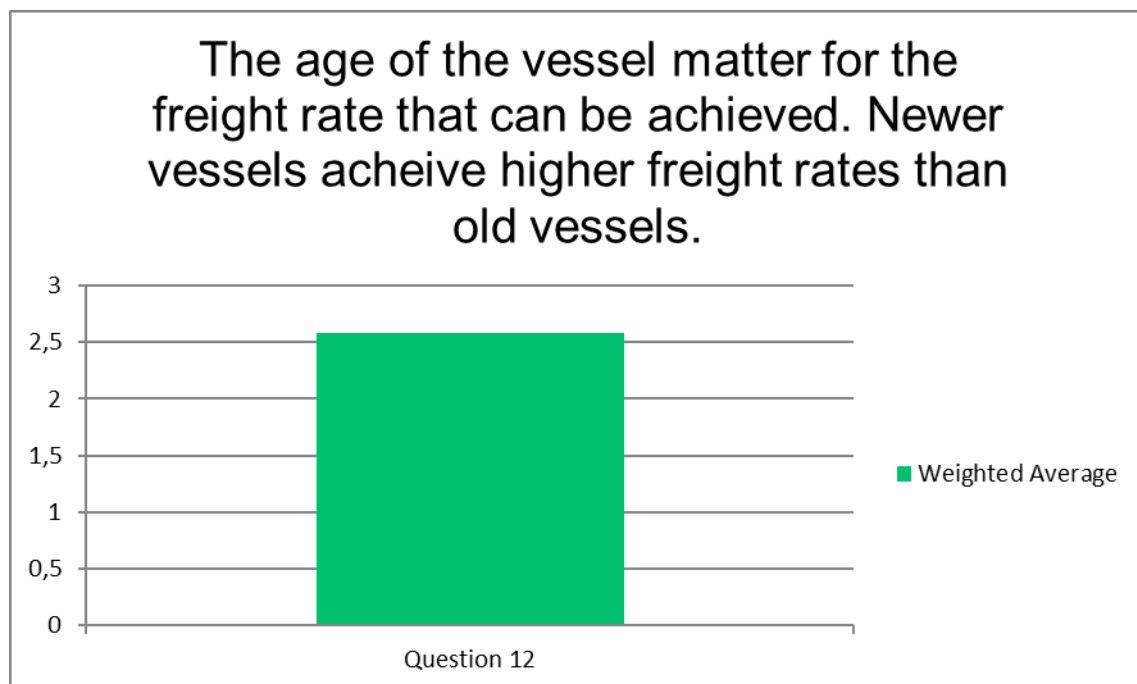 The age of the vessel matter for the
freight rate that can be achieved. Newer
vessels acheive higher freight rates than
old vessels.
3
2,5
2
1,5
1
0,5
0
Question 12
Weighted Average